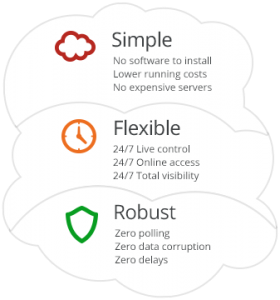 Simple
No software to install
Lower running costs
No expensive servers
Flexible
24/7 Live control
24/7 Online access
24/7 Total visibility
Robust
Zero polling
Zero data corruption
Zero delays